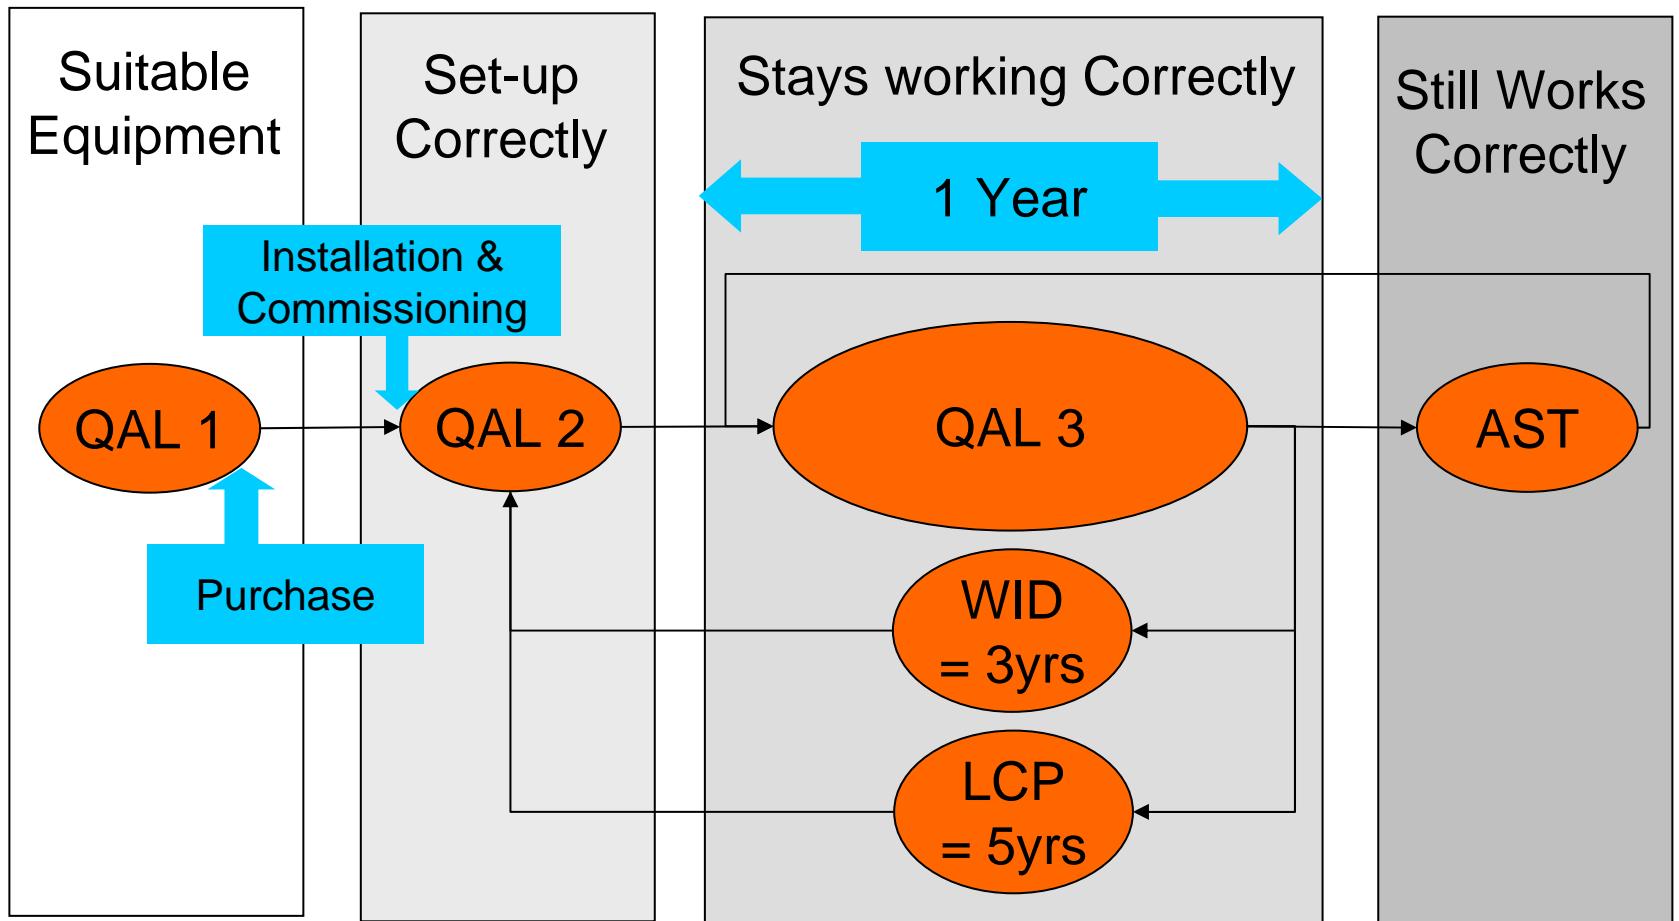 Suitable
Equipment
Set-up
Correctly
Stays working Correctly
Still Works
Correctly
1 Year
Installation &
Commissioning
QAL 1
QAL 2
QAL 3
AST
Purchase
WID
= 3yrs
LCP
= 5yrs